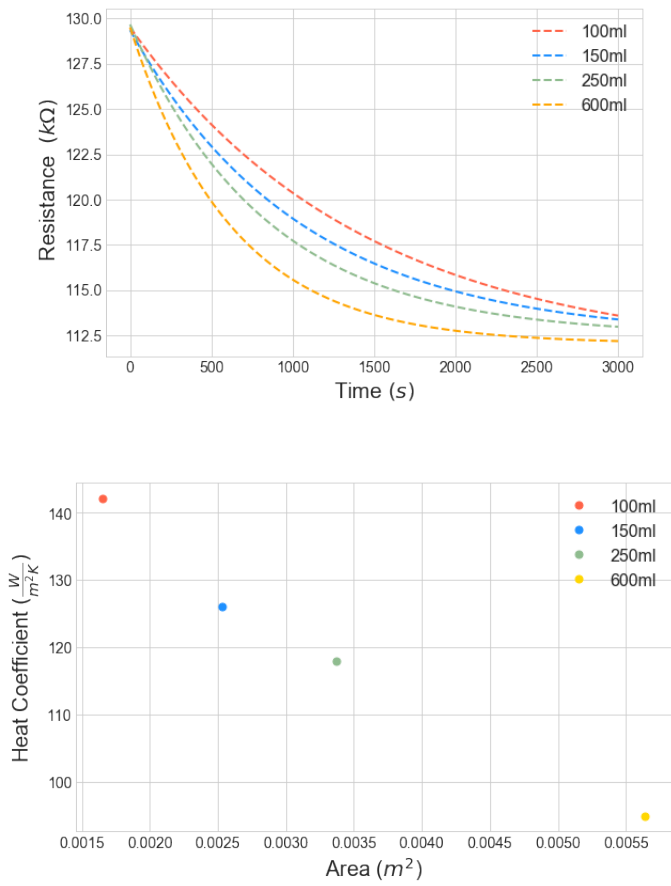 130.0
127.5
125.0
122.5
120.0
117.5
115.0
112.5
Resistance (kΩ)
100ml
150ml
250ml
600ml
0 500 1000 1500 2000 2500 3000
Time (s)
140
130
120
110
100
Heat Coefficient (W/m²K)
100ml
150ml
250ml
600ml
0.0015 0.0020 0.0025 0.0030 0.0035 0.0040 0.0045 0.0050 0.0055
Area (m²)